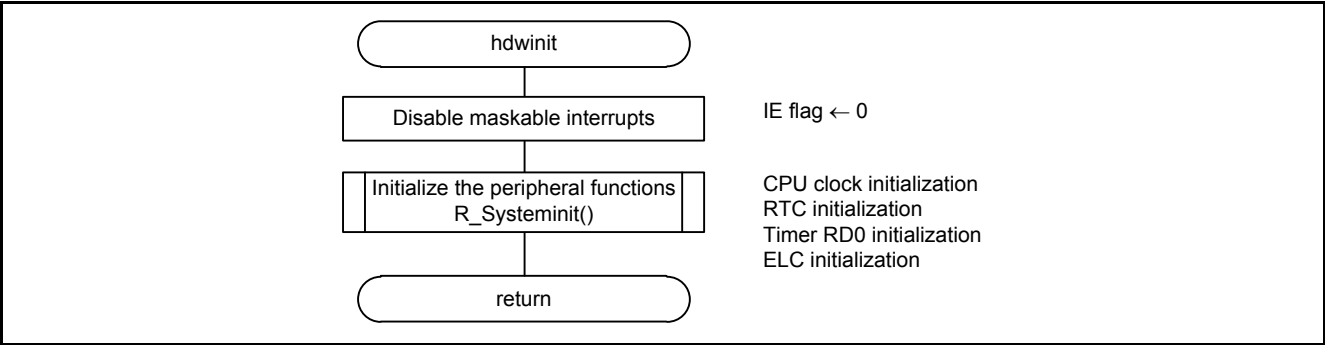 hdwinit
Disable maskable interrupts
IE flag ← 0
Initialize the peripheral functions
R_Systeminit()
CPU clock initialization
RTC initialization
Timer RD0 initialization
ELC initialization
return